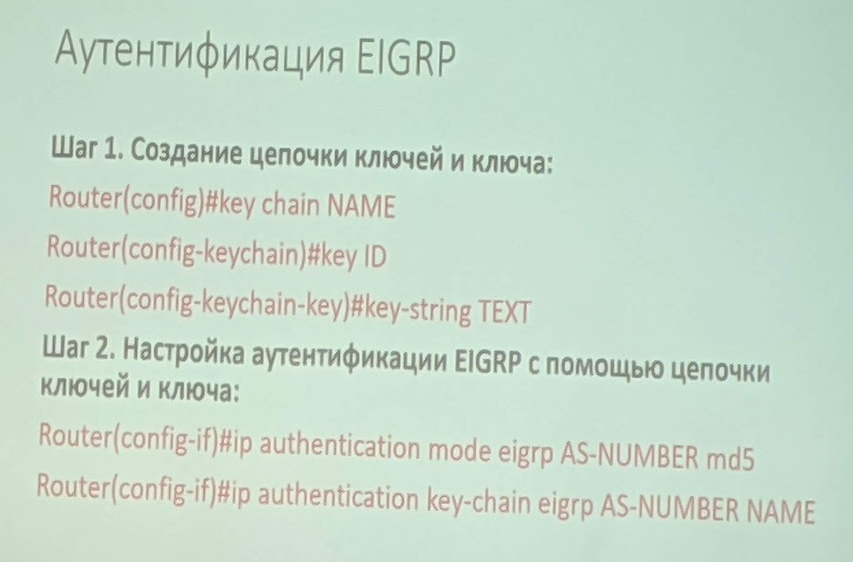 Аутентификация EIGRP
Шаг 1. Создание цепочки ключей и ключа:
Router(config)#key chain NAME
Router(config-keychain)#key ID
Router(config-keychain-key)#key-string TEXT
Шаг 2. Настройка аутентификации EIGRP с помощью цепочки
ключей и ключа:
Router(config-if)#ip authentication mode eigrp AS-NUMBER md5
Router(config-if)#ip authentication key-chain eigrp AS-NUMBER NAME